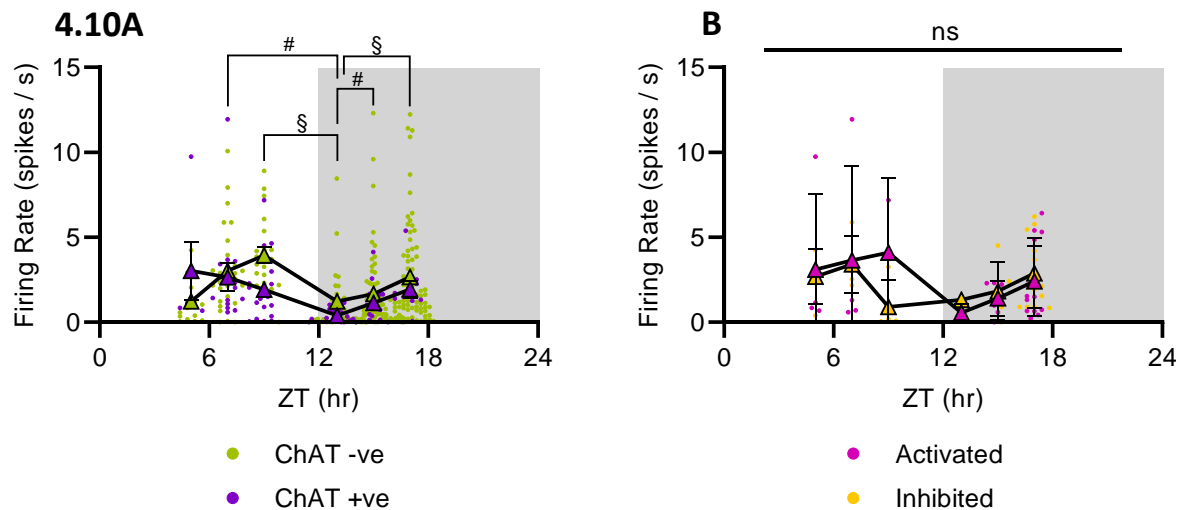 4.10A
# §
#
§
15
10
5
0
0 6 12 18 24
Firing Rate (spikes / s)
ZT (hr)
ChAT -ve
ChAT +ve
B
ns
15
10
5
0
0 6 12 18 24
Firing Rate (spikes / s)
ZT (hr)
Activated
Inhibited